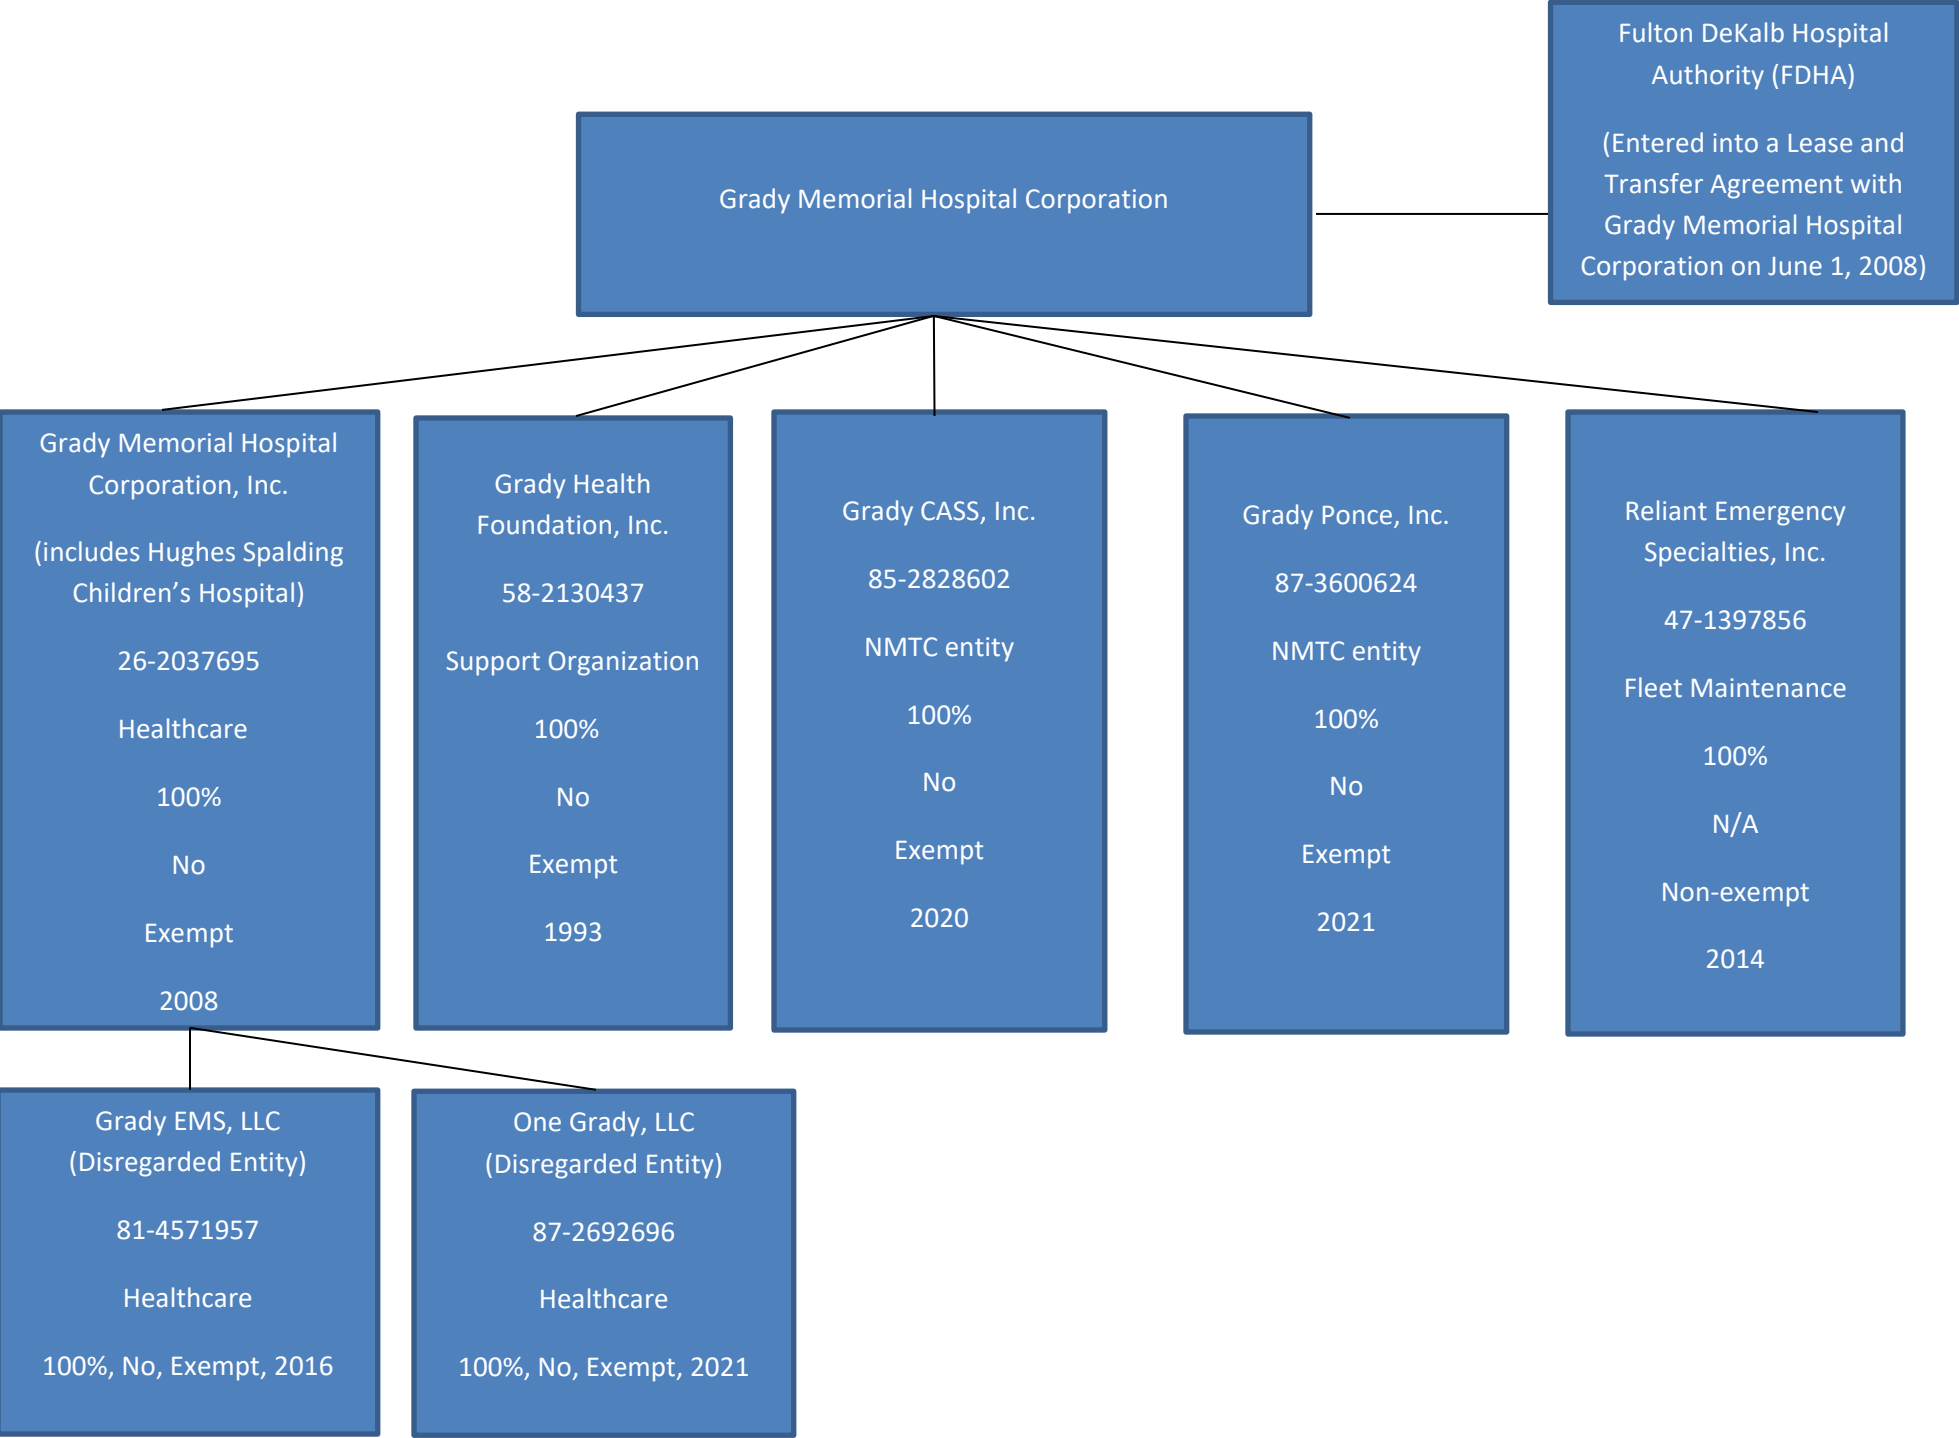 Fulton DeKalb Hospital
Authority (FDHA)
(Entered into a Lease and
Transfer Agreement with
Grady Memorial Hospital
Corporation on June 1, 2008)
Grady Memorial Hospital Corporation
Grady Memorial Hospital
Corporation, Inc.
(includes Hughes Spalding
Children’s Hospital)
26-2037695
Healthcare
100%
No
Exempt
2008
Grady Health
Foundation, Inc.
58-2130437
Support Organization
100%
No
Exempt
1993
Grady CASS, Inc.
85-2828602
NMTC entity
100%
No
Exempt
2020
Grady Ponce, Inc.
87-3600624
NMTC entity
100%
No
Exempt
2021
Reliant Emergency
Specialties, Inc.
47-1397856
Fleet Maintenance
100%
N/A
Non-exempt
2014
Grady EMS, LLC
(Disregarded Entity)
81-4571957
Healthcare
100%, No, Exempt, 2016
One Grady, LLC
(Disregarded Entity)
87-2692696
Healthcare
100%, No, Exempt, 2021